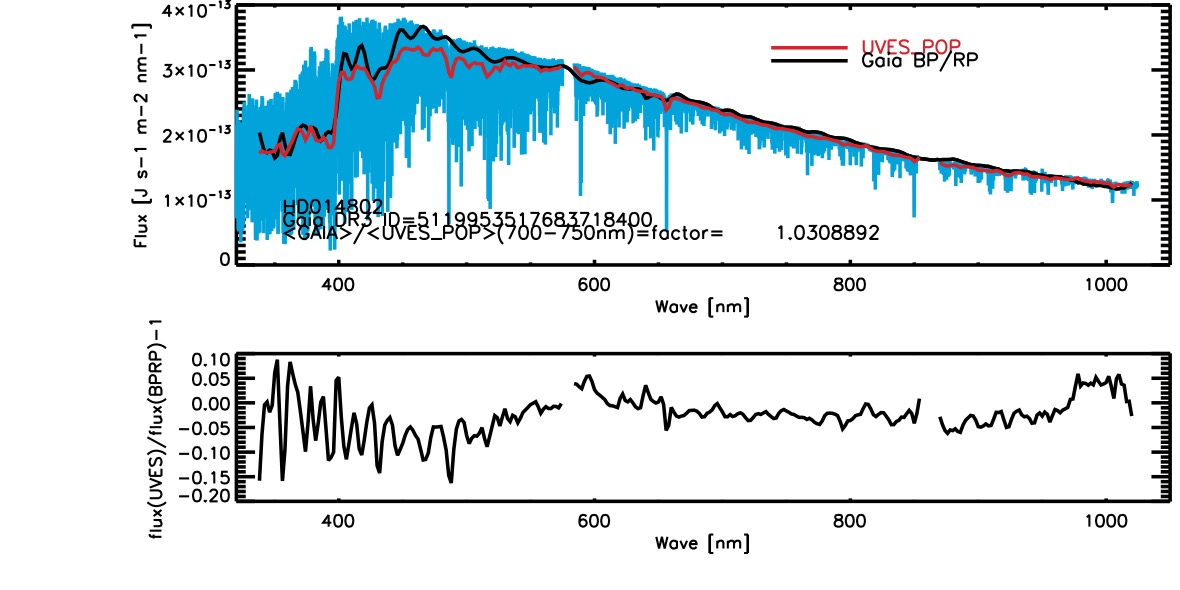 4×10−13
3×10−13
2×10−13
1×10−13
0
Flux [J s−1 m−2 nm−1]
UVES_POP
Gaia BP/RP
HD014802
Gaia DR3 ID=5119953517683718400
<GAIA>/<UVES_POP>(700−750nm)=factor= 1.0308892
400 600 800 1000
Wave [nm]
flux(UVES)/flux(BPRP)−1
0.10
0.05
0.00
−0.05
−0.10
−0.15
−0.20
400 600 800 1000
Wave [nm]